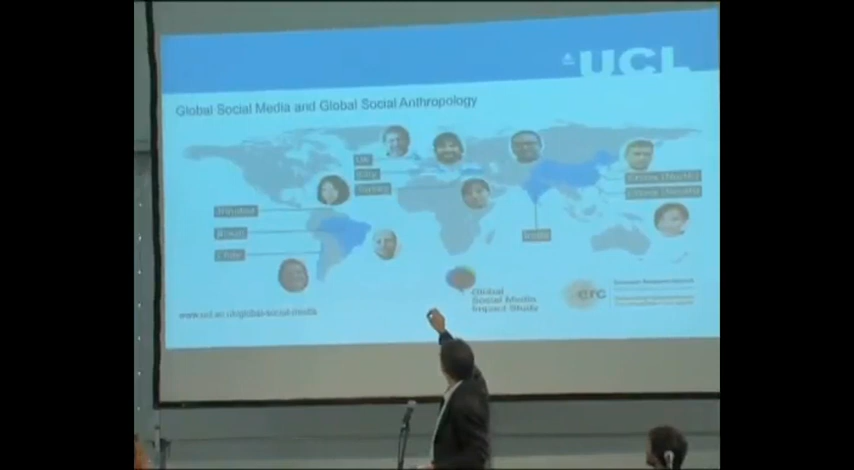 UCL
Global Social Media and Global Social Anthropology
UK
Italy
Turkey
China (North)
China (South)
Trinidad
Brazil
India
Chile
Global
Social Media
Impact Study
erc
www.ucl.ac.uk/global-social-media